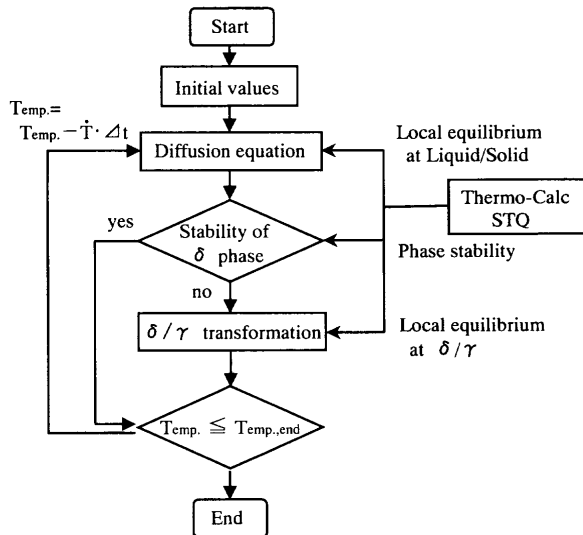 Start
Initial values
Temp.=
Temp.−Ṫ·⊿t
Diffusion equation
Local equilibrium
at Liquid/Solid
Thermo-Calc
STQ
yes
Stability of
δ phase
Phase stability
no
δ/γ transformation
Local equilibrium
at δ/γ
Temp. ≦ Temp.,end
End